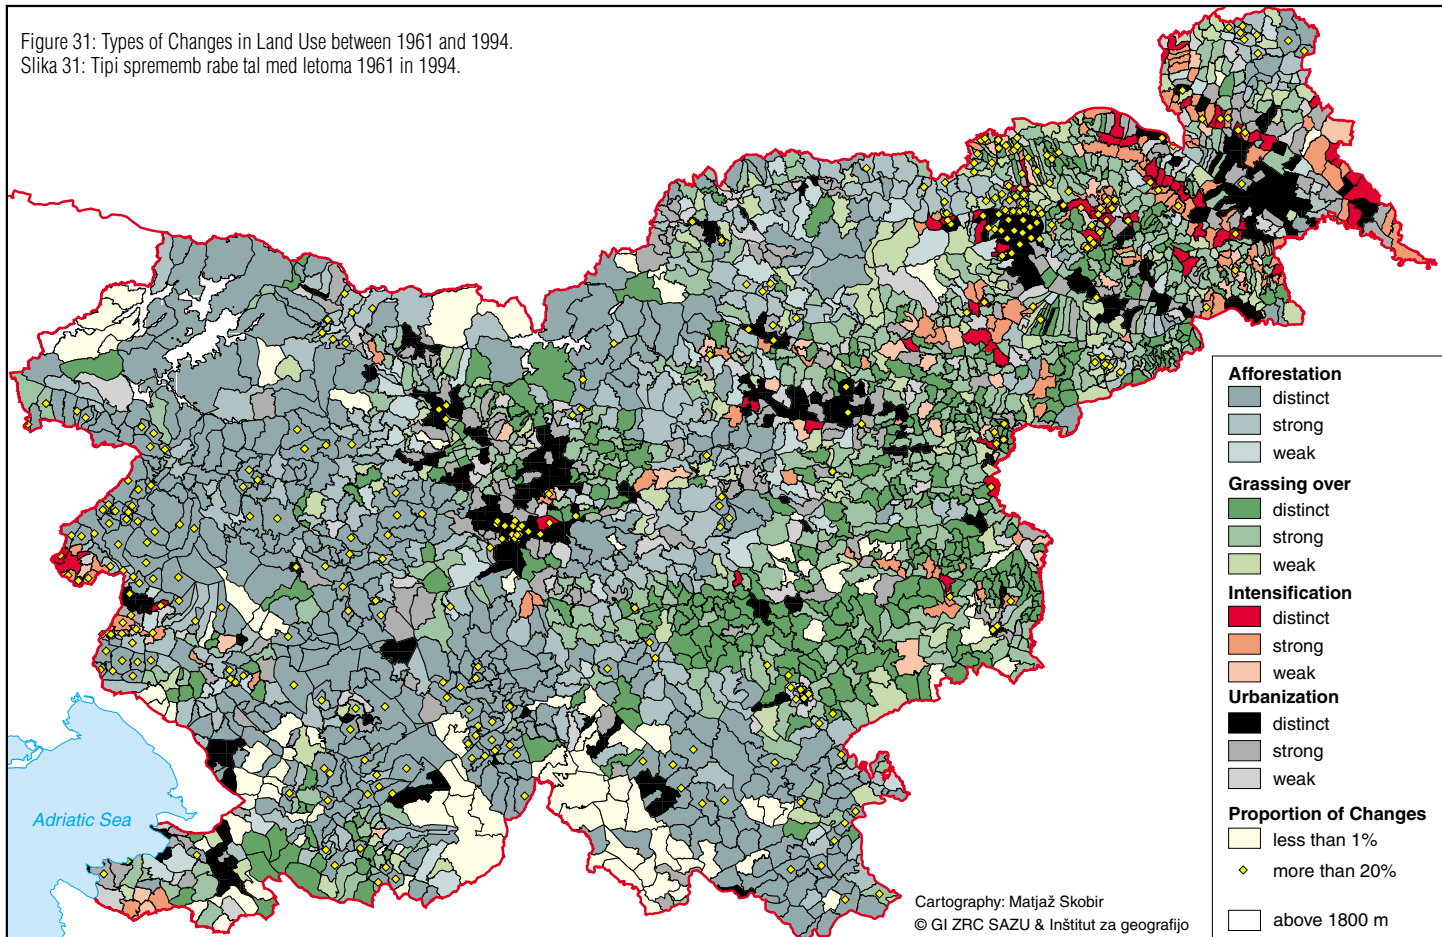 Figure 31: Types of Changes in Land Use between 1961 and 1994.
Slika 31: Tipi sprememb rabe tal med letoma 1961 in 1994.
Adriatic Sea
Afforestation
distinct
strong
weak
Grassing over
distinct
strong
weak
Intensification
distinct
strong
weak
Urbanization
distinct
strong
weak
Proportion of Changes
less than 1%
more than 20%
above 1800 m
Cartography: Matjaž Skobir
© GI ZRC SAZU & Inštitut za geografijo